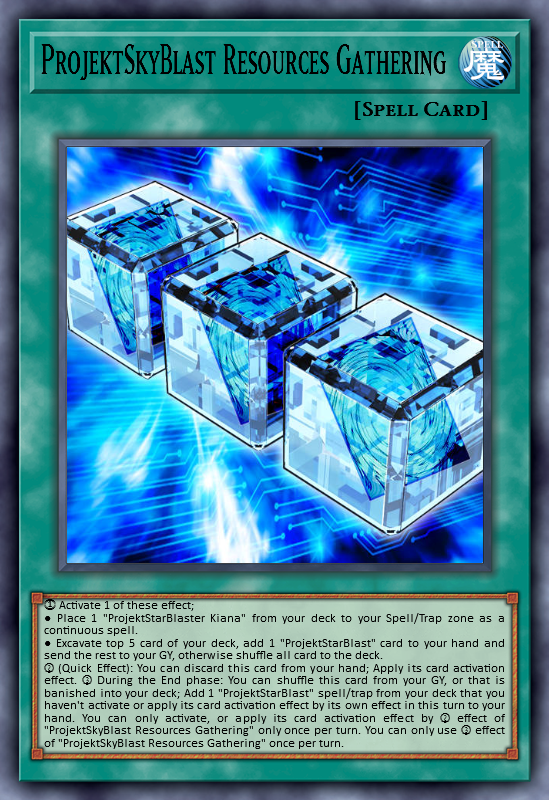 ProjektSkyBlast Resources Gathering
SPELL
魔
[Spell Card]
① Activate 1 of these effect;
● Place 1 "ProjektStarBlaster Kiana" from your deck to your Spell/Trap zone as a
continuous spell.
● Excavate top 5 card of your deck, add 1 "ProjektStarBlast" card to your hand and
send the rest to your GY, otherwise shuffle all card to the deck.
② (Quick Effect): You can discard this card from your hand; Apply its card activation
effect. ② During the End phase: You can shuffle this card from your GY, or that
is banished into your deck; Add 1 "ProjektStarBlast" spell/trap from your deck that you
haven't activate or apply its card activation effect by its own effect in this turn to your
hand. You can only activate, or apply its card activation effect by ② effect of
"ProjektSkyBlast Resources Gathering" only once per turn. You can only use ② effect
of "ProjektSkyBlast Resources Gathering" once per turn.